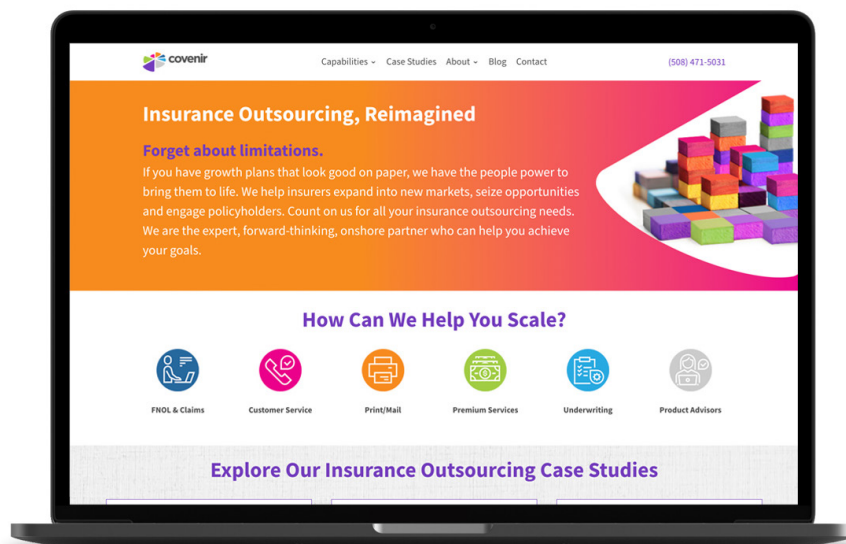 covenir
Capabilities Case Studies About Blog Contact
(508) 471-5031
Insurance Outsourcing, Reimagined
Forget about limitations.
If you have growth plans that look good on paper, we have the people power to
bring them to life. We help insurers expand into new markets, seize opportunities
and engage policyholders. Count on us for all your insurance outsourcing needs.
We are the expert, forward-thinking, onshore partner who can help you achieve
your goals.
How Can We Help You Scale?
FNOL & Claims
Customer Service
Print/Mail
Premium Services
Underwriting
Product Advisors
Explore Our Insurance Outsourcing Case Studies